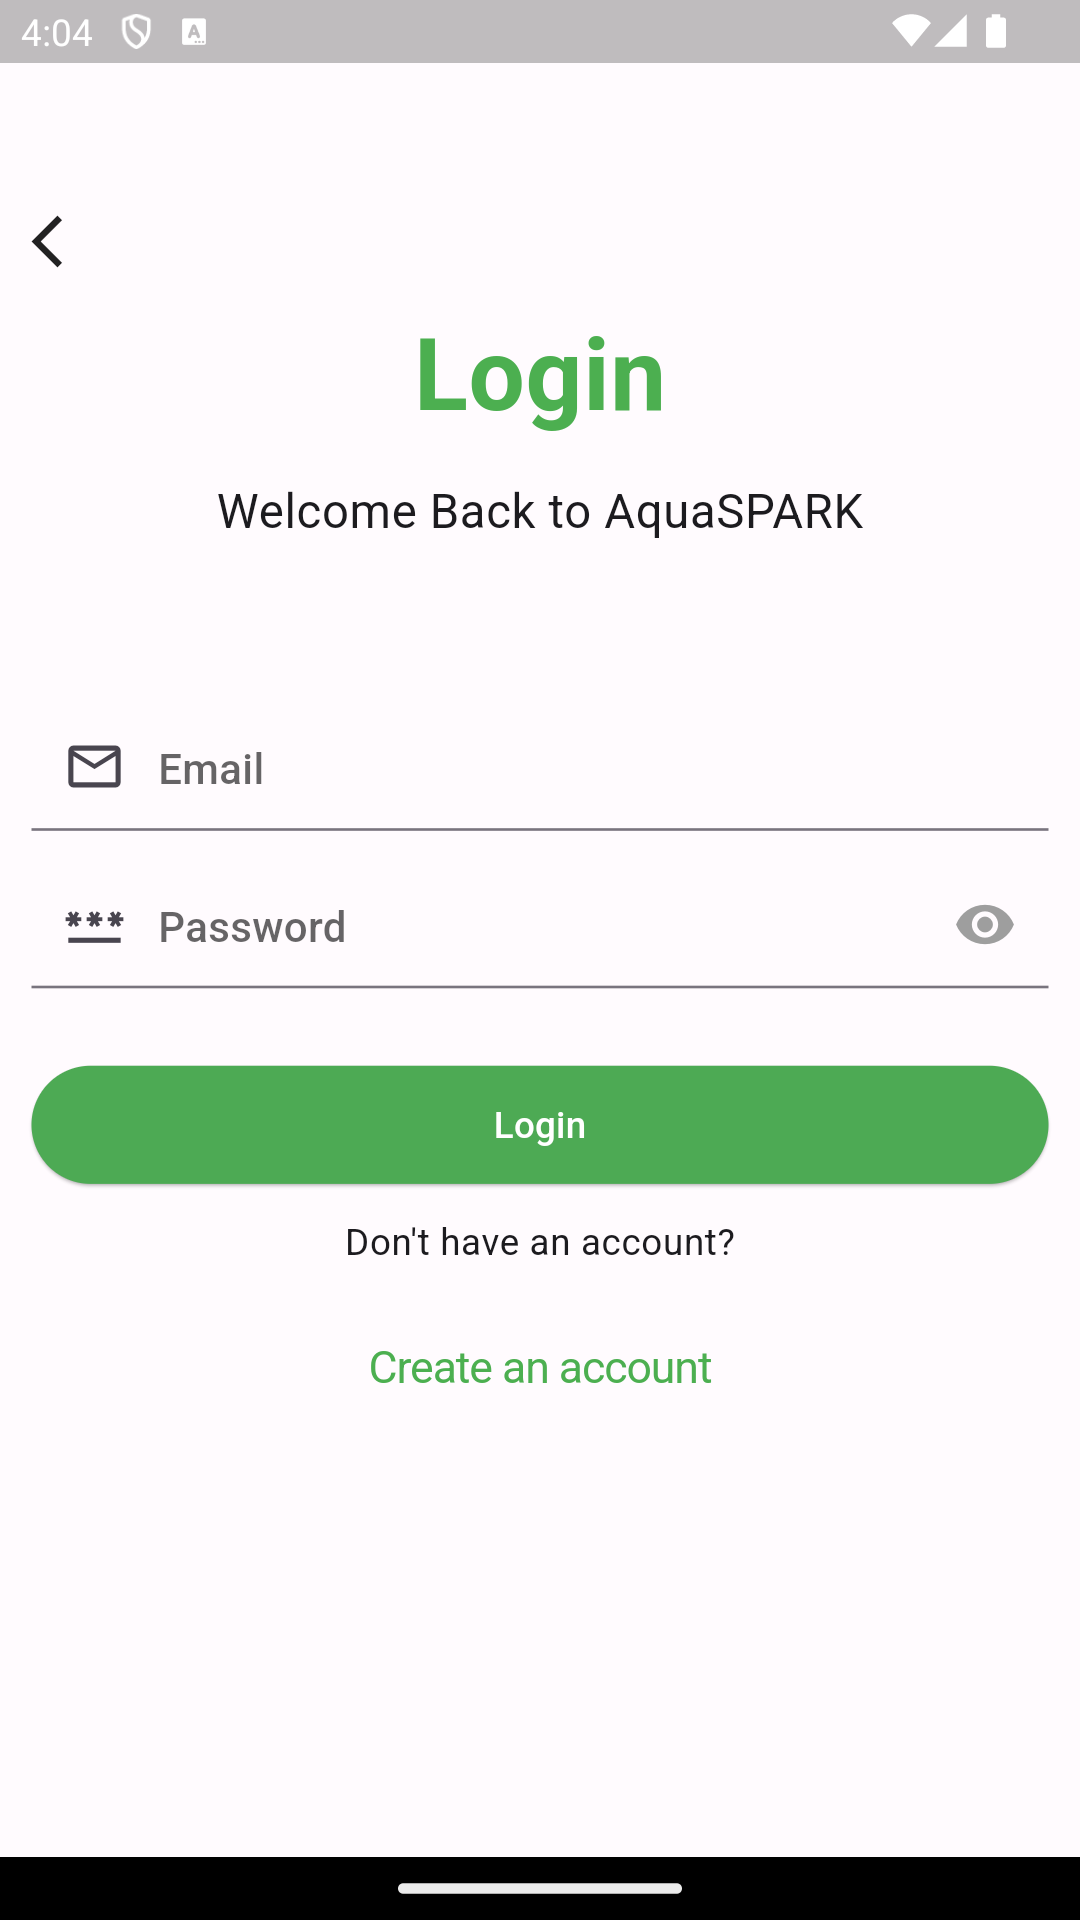 4:04
Login
Welcome Back to AquaSPARK
Email
Password
Login
Don't have an account?
Create an account